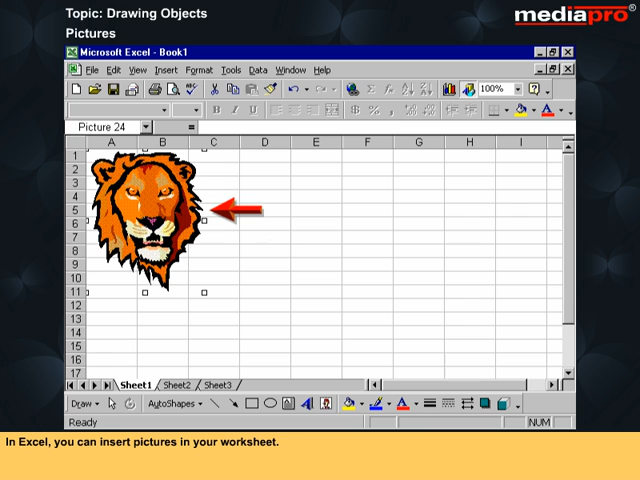 Topic: Drawing Objects
mediapro®
Pictures
Microsoft Excel - Book1
File Edit View Insert Format Tools Data Window Help
100%
B I U $ % ,
Picture 24 =
A B C D E F G H I
1
2
3
4
5
6
7
8
9
10
11
12
13
14
15
16
17
Sheet1 Sheet2 Sheet3
Draw AutoShapes
Ready NUM
In Excel, you can insert pictures in your worksheet.